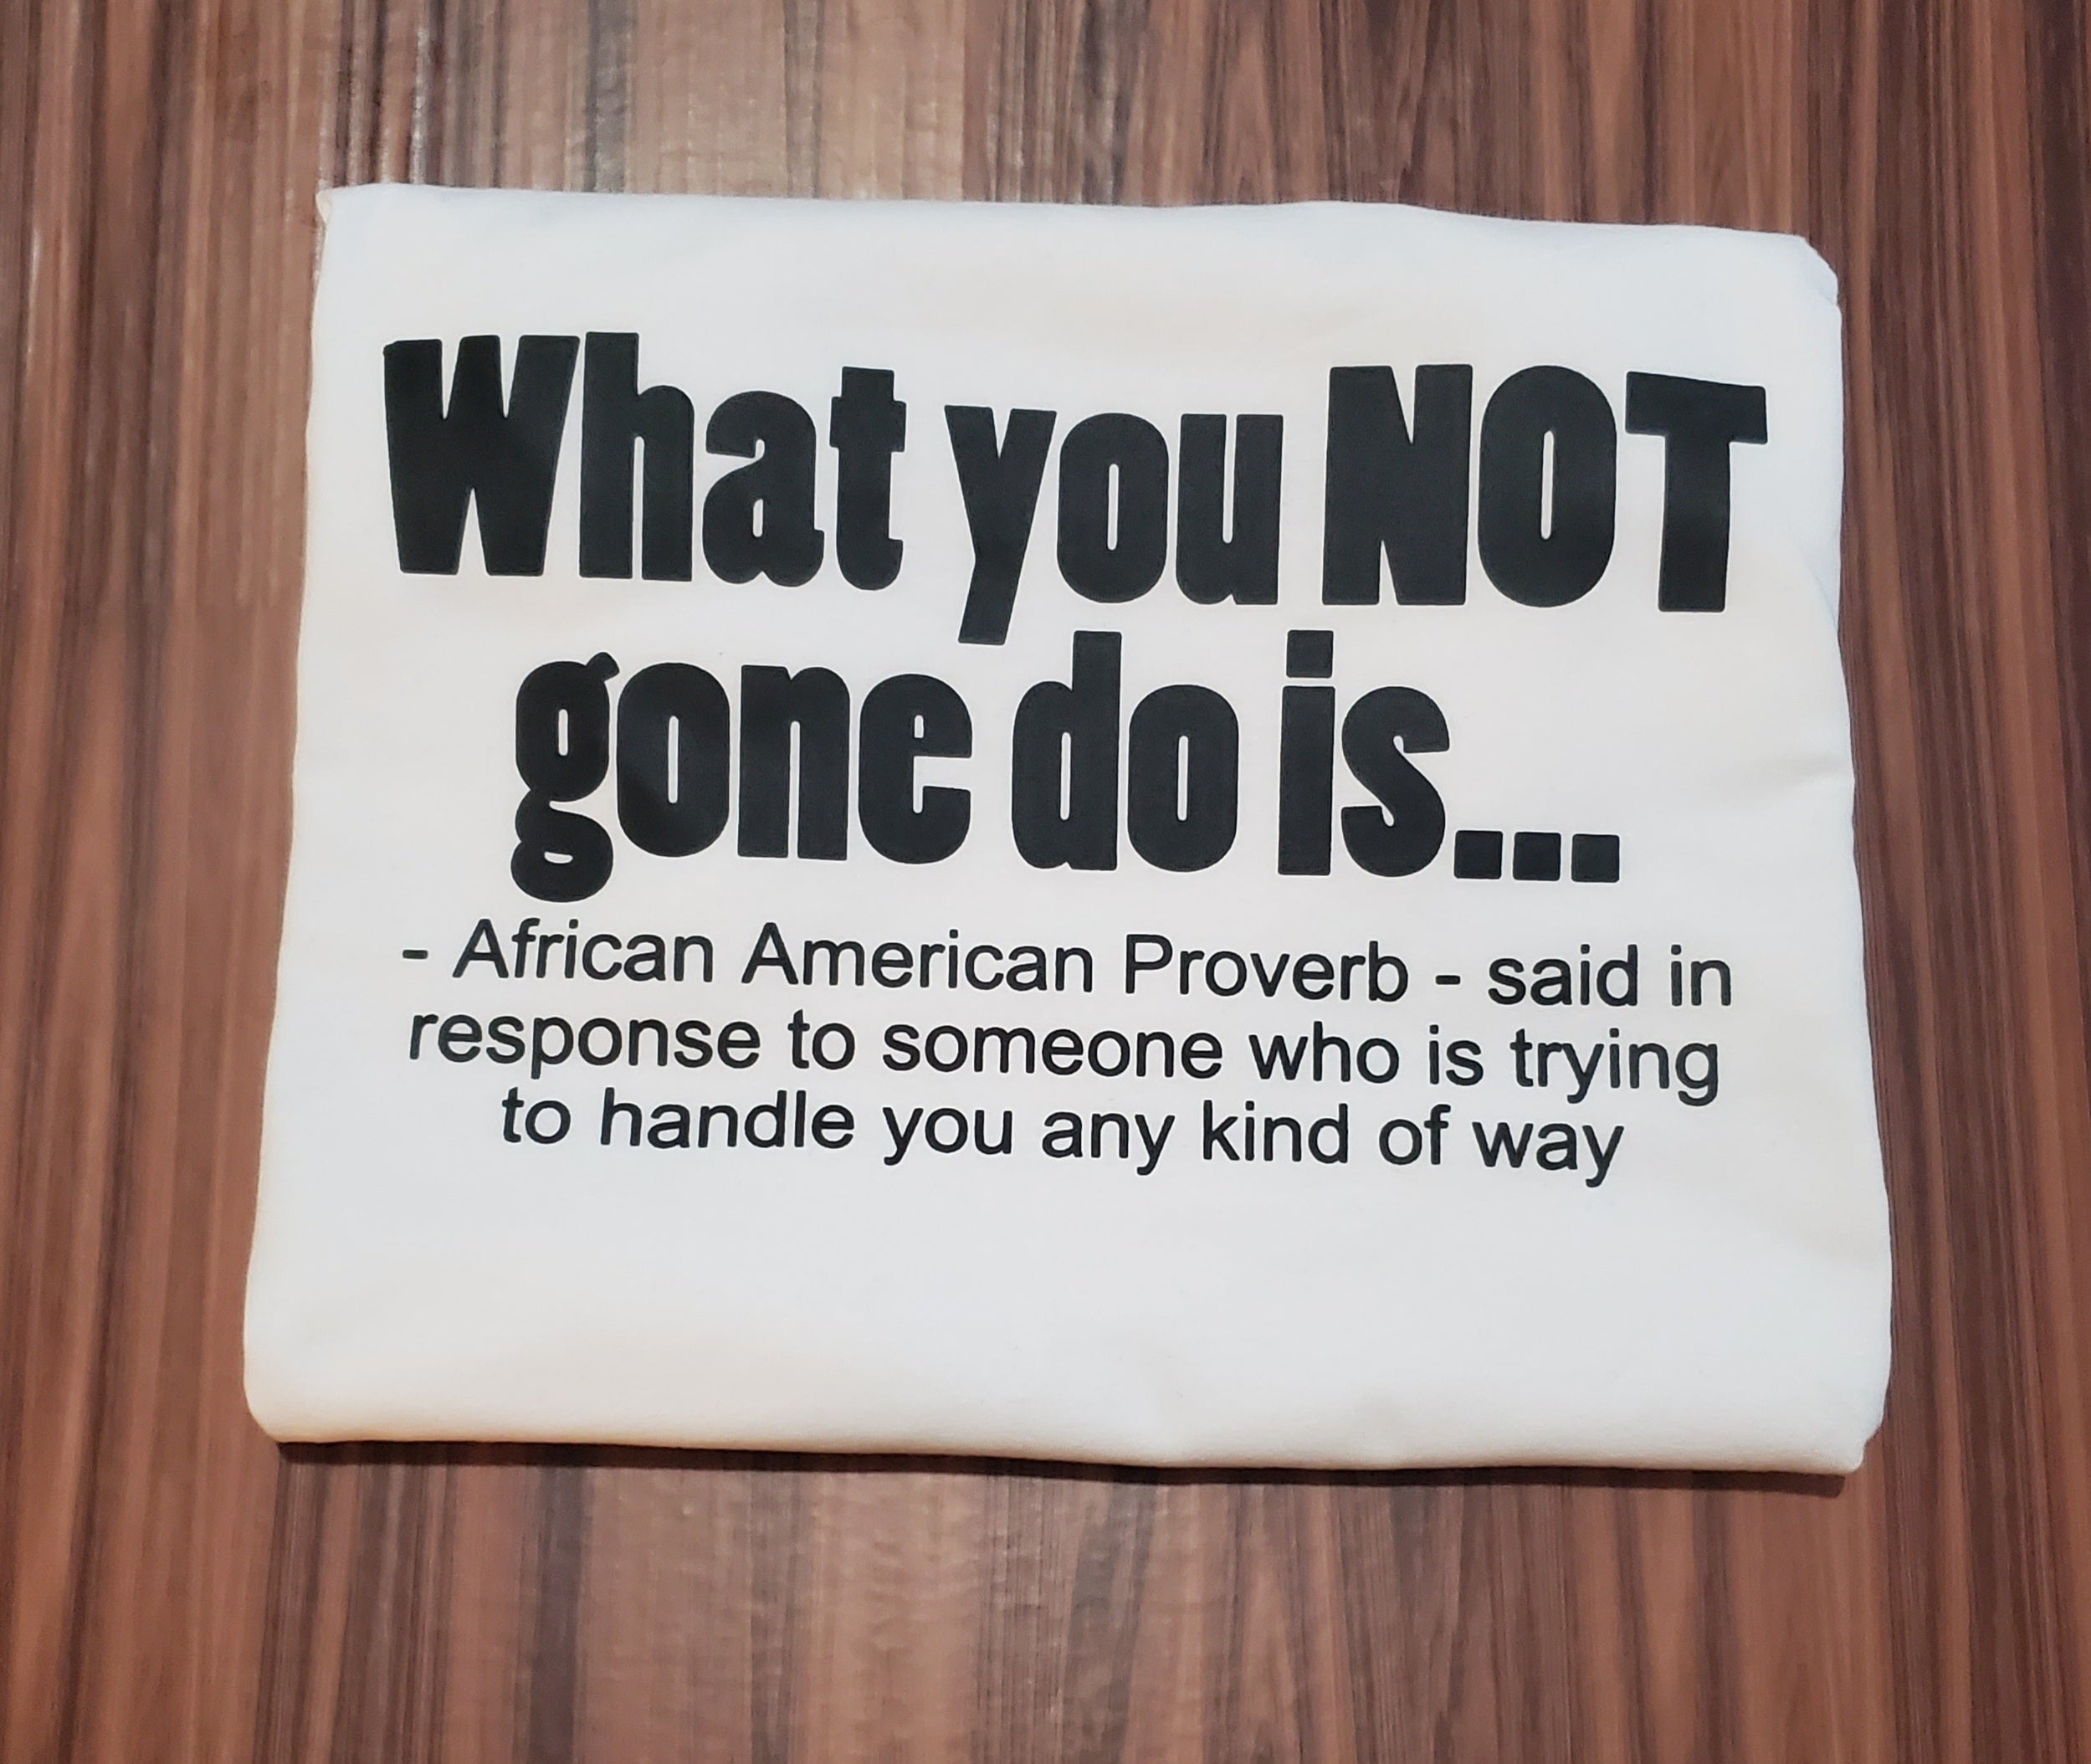 What you NOT
gone do is...
- African American Proverb - said in
response to someone who is trying
to handle you any kind of way